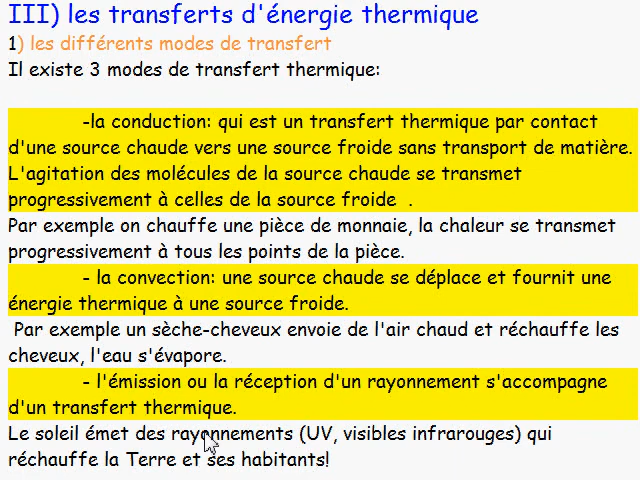 III) les transferts d'énergie thermique
1) les différents modes de transfert
Il existe 3 modes de transfert thermique:
-la conduction: qui est un transfert thermique par contact
d'une source chaude vers une source froide sans transport de matière.
L'agitation des molécules de la source chaude se transmet
progressivement à celles de la source froide .
Par exemple on chauffe une pièce de monnaie, la chaleur se transmet
progressivement à tous les points de la pièce.
- la convection: une source chaude se déplace et fournit une
énergie thermique à une source froide.
Par exemple un sèche-cheveux envoie de l'air chaud et réchauffe les
cheveux, l'eau s'évapore.
- l'émission ou la réception d'un rayonnement s'accompagne
d'un transfert thermique.
Le soleil émet des rayonnements (UV, visibles infrarouges) qui
réchauffe la Terre et ses habitants!